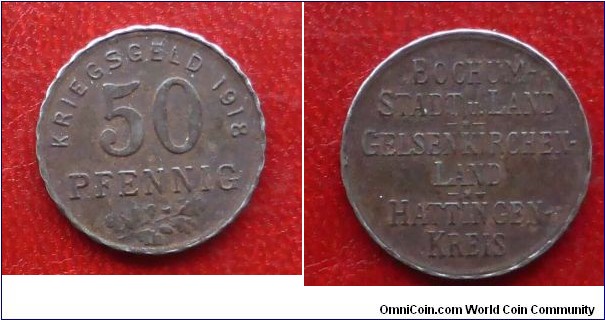 KRIEGSGELD 1918
50
PFENNIG
BOCHUM-
STADT U. LAND
GELSENKIRCHEN-
LAND
HATTINGEN-
KREIS
OmniCoin.com World Coin Community